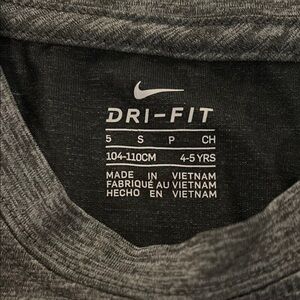 DRI-FIT
5 S P CH
104-110CM 4-5 YRS
MADE IN VIETNAM
FABRIQUÉ AU VIETNAM
HECHO EN VIETNAM